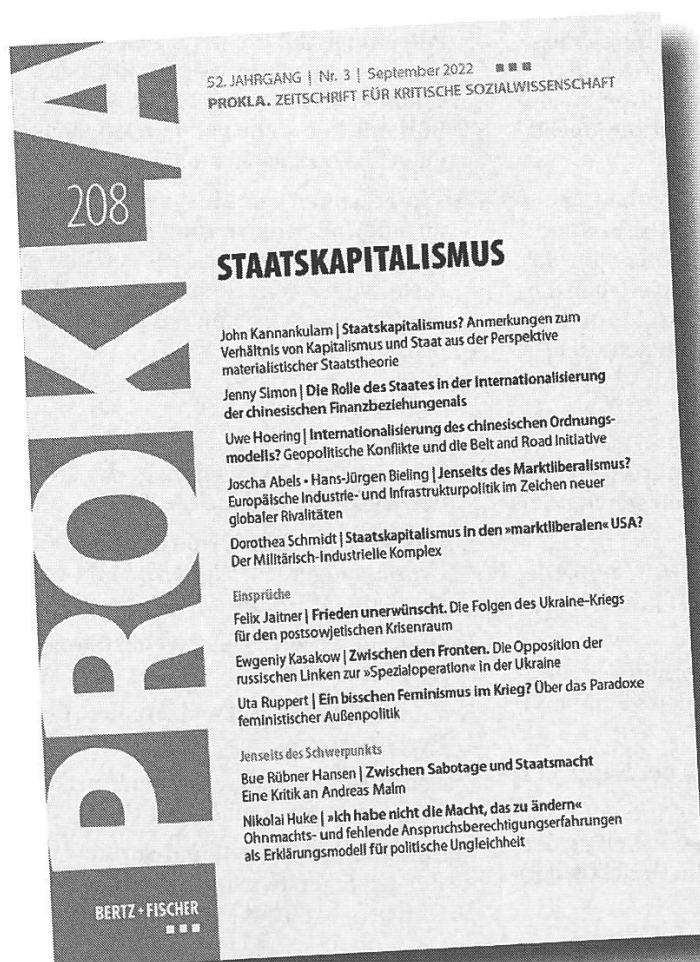 PROKLA
208
52. JAHRGANG | Nr. 3 | September 2022
PROKLA. ZEITSCHRIFT FÜR KRITISCHE SOZIALWISSENSCHAFT
STAATSKAPITALISMUS
John Kannankulam | Staatskapitalismus? Anmerkungen zum
Verhältnis von Kapitalismus und Staat aus der Perspektive
materialistischer Staatstheorie
Jenny Simon | Die Rolle des Staates in der Internationalisierung
der chinesischen Finanzbeziehungenals
Uwe Hoering | Internationalisierung des chinesischen Ordnungs-
modells? Geopolitische Konflikte und die Belt and Road Initiative
Joscha Abels • Hans-Jürgen Bieling | Jenseits des Marktliberalismus?
Europäische Industrie- und Infrastrukturpolitik im Zeichen neuer
globaler Rivalitäten
Dorothea Schmidt | Staatskapitalismus in den »marktliberalen« USA?
Der Militärisch-Industrielle Komplex
Einsprüche
Felix Jaitner | Frieden unerwünscht. Die Folgen des Ukraine-Kriegs
für den postsowjetischen Krisenraum
Ewgeniy Kasakow | Zwischen den Fronten. Die Opposition der
russischen Linken zur »Spezialoperation« in der Ukraine
Uta Ruppert | Ein bisschen Feminismus im Krieg? Über das Paradoxe
feministischer Außenpolitik
Jenseits des Schwerpunkts
Bue Rübner Hansen | Zwischen Sabotage und Staatsmacht
Eine Kritik an Andreas Malm
Nikolai Huke | »Ich habe nicht die Macht, das zu ändern«
Ohnmachts- und fehlende Anspruchsberechtigungserfahrungen
als Erklärungsmodell für politische Ungleichheit
BERTZ + FISCHER